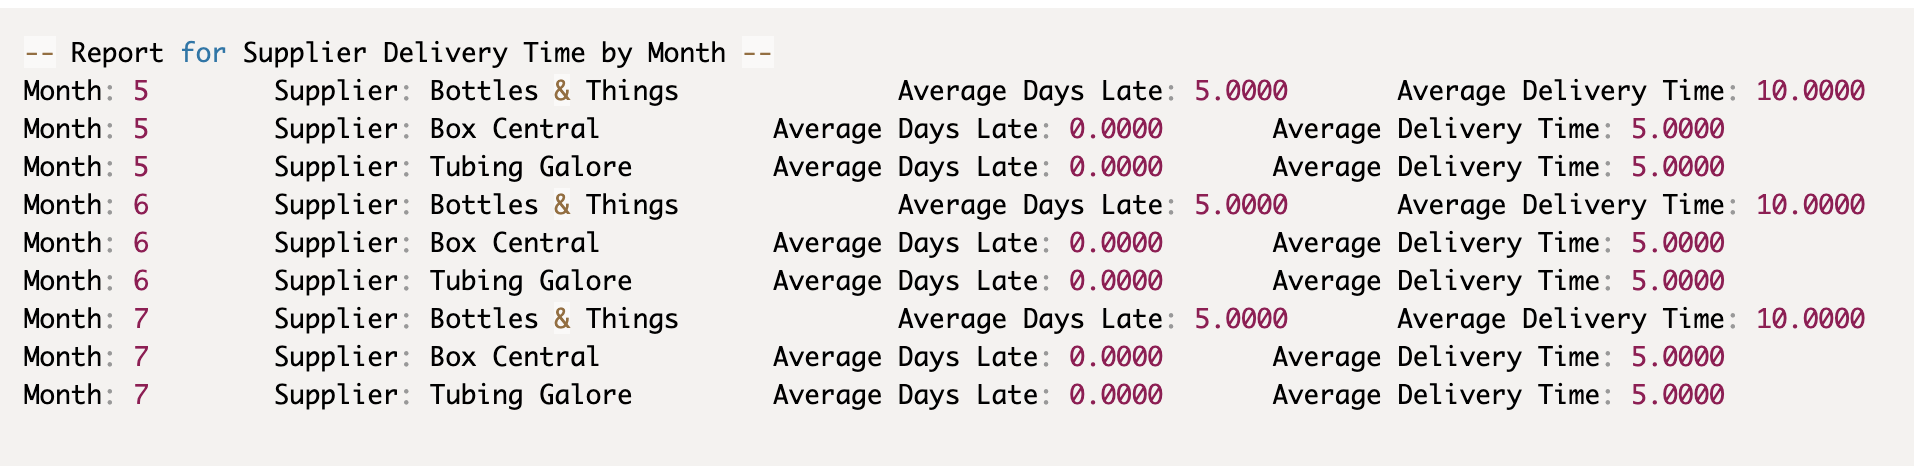 -- Report for Supplier Delivery Time by Month --
Month: 5        Supplier: Bottles & Things              Average Days Late: 5.0000       Average Delivery Time: 10.0000
Month: 5        Supplier: Box Central           Average Days Late: 0.0000       Average Delivery Time: 5.0000
Month: 5        Supplier: Tubing Galore         Average Days Late: 0.0000       Average Delivery Time: 5.0000
Month: 6        Supplier: Bottles & Things              Average Days Late: 5.0000       Average Delivery Time: 10.0000
Month: 6        Supplier: Box Central           Average Days Late: 0.0000       Average Delivery Time: 5.0000
Month: 6        Supplier: Tubing Galore         Average Days Late: 0.0000       Average Delivery Time: 5.0000
Month: 7        Supplier: Bottles & Things              Average Days Late: 5.0000       Average Delivery Time: 10.0000
Month: 7        Supplier: Box Central           Average Days Late: 0.0000       Average Delivery Time: 5.0000
Month: 7        Supplier: Tubing Galore         Average Days Late: 0.0000       Average Delivery Time: 5.0000